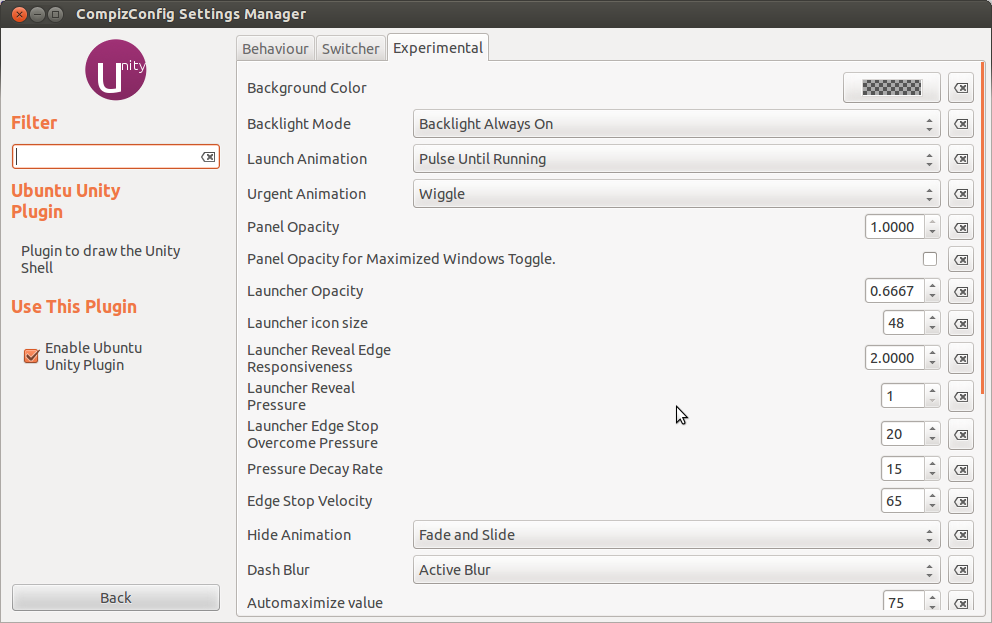 CompizConfig Settings Manager
Unity
Filter
Ubuntu Unity
Plugin
Plugin to draw the Unity
Shell
Use This Plugin
Enable Ubuntu
Unity Plugin
Back
Behaviour Switcher Experimental
Background Color
Backlight Mode Backlight Always On
Launch Animation Pulse Until Running
Urgent Animation Wiggle
Panel Opacity 1.0000
Panel Opacity for Maximized Windows Toggle.
Launcher Opacity 0.6667
Launcher icon size 48
Launcher Reveal Edge
Responsiveness 2.0000
Launcher Reveal
Pressure 1
Launcher Edge Stop
Overcome Pressure 20
Pressure Decay Rate 15
Edge Stop Velocity 65
Hide Animation Fade and Slide
Dash Blur Active Blur
Automaximize value 75